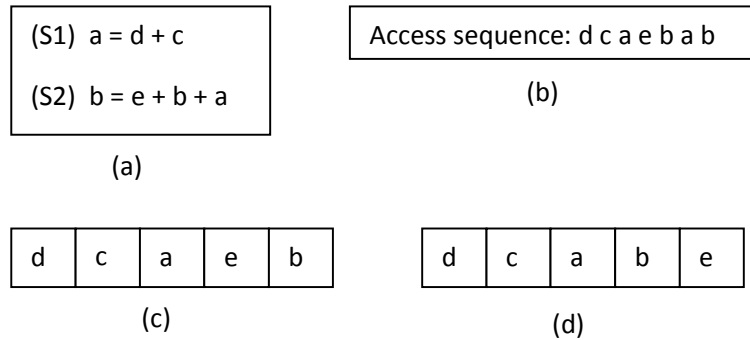 (S1) a = d + c
(S2) b = e + b + a
(a)
Access sequence: d c a e b a b
(b)
d c a e b
(c)
d c a b e
(d)